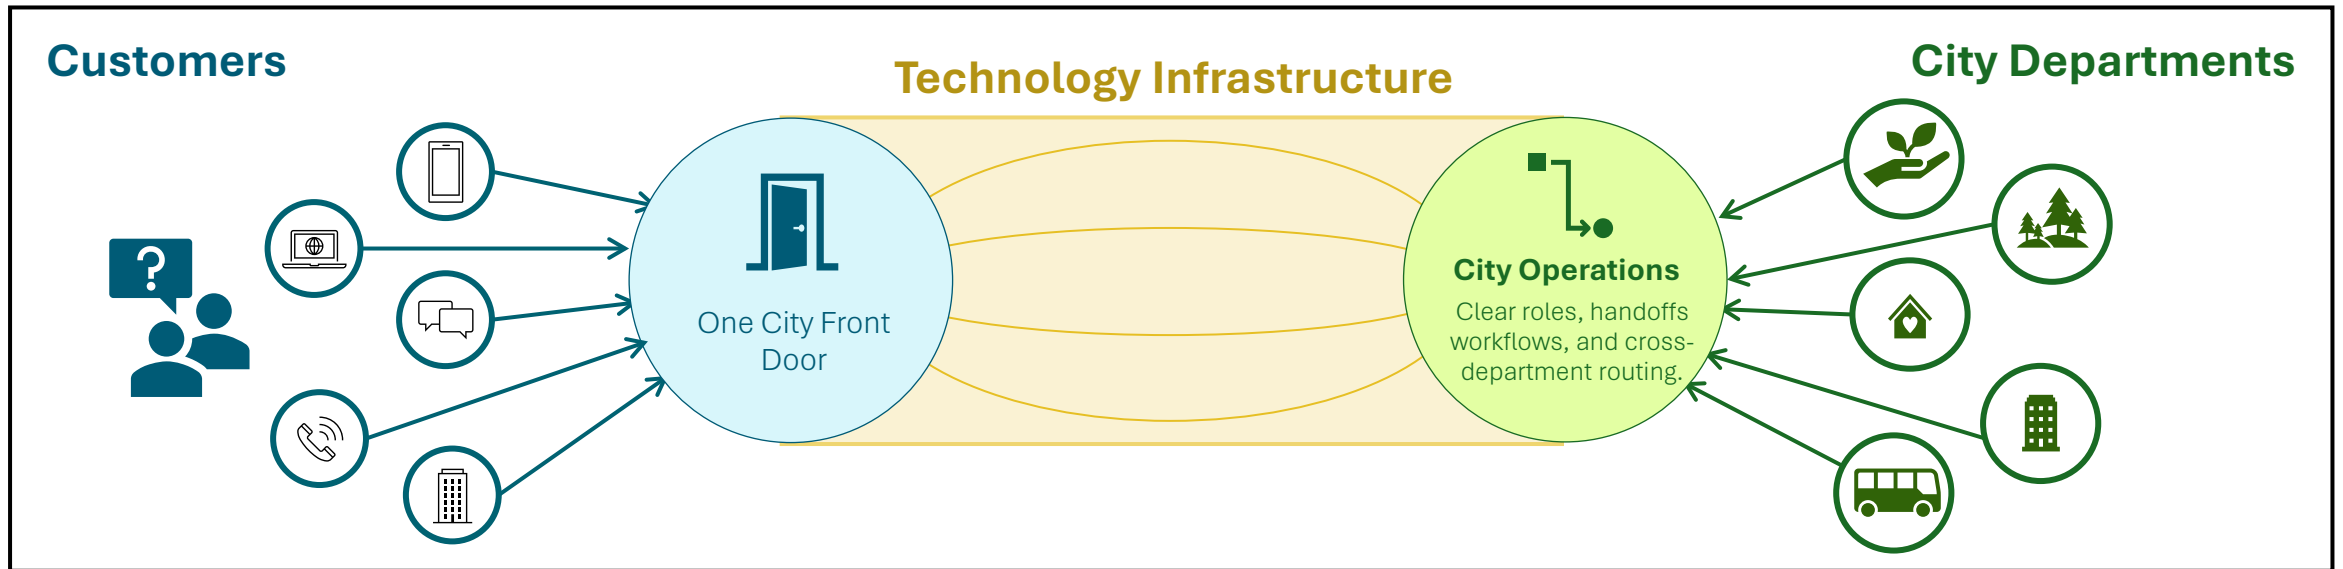 Customers
Technology Infrastructure
City Departments
?
One City Front
Door
City Operations
Clear roles, handoffs
workflows, and cross-
department routing.